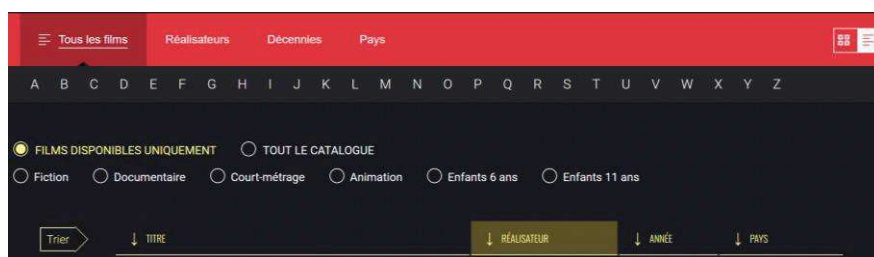 Tous les films Réalisateurs Décennies Pays
A B C D E F G H I J K L M N O P Q R S T U V W X Y Z
FILMS DISPONIBLES UNIQUEMENT TOUT LE CATALOGUE
Fiction Documentaire Court-métrage Animation Enfants 6 ans Enfants 11 ans
Trier TITRE RÉALISATEUR ANNÉE PAYS